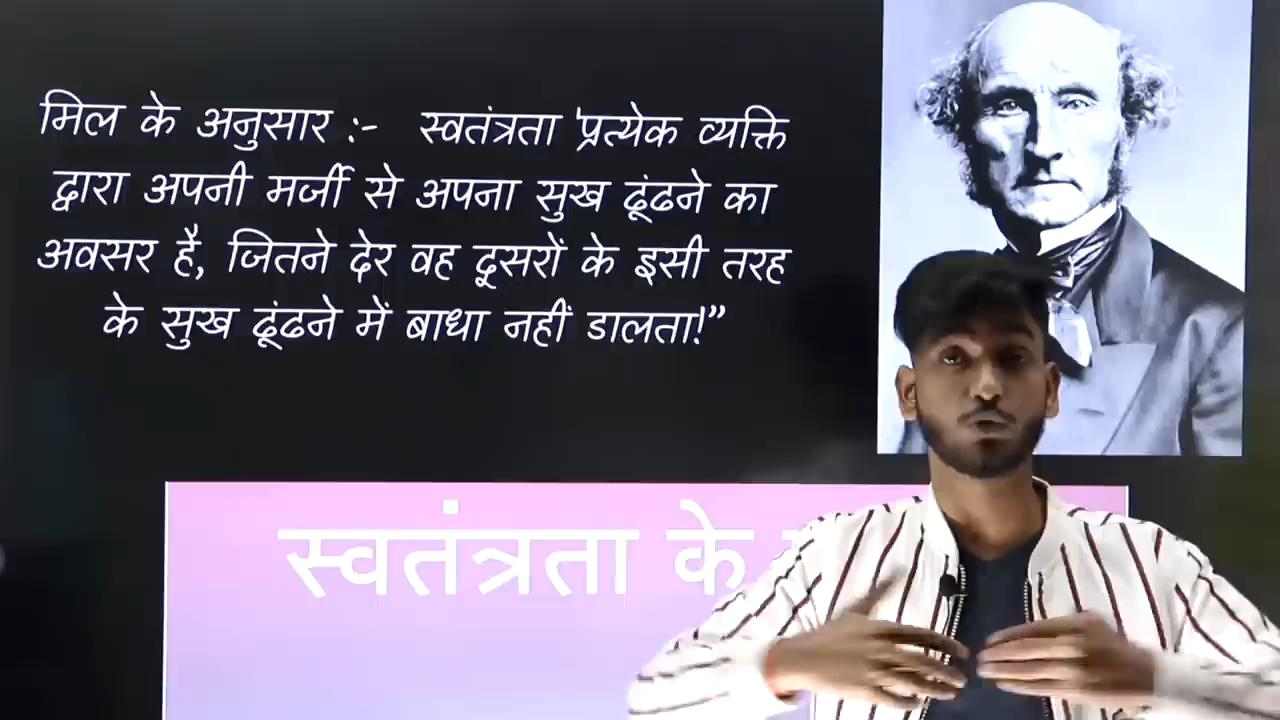 मिल के अनुसार :- स्वतंत्रता 'प्रत्येक व्यक्ति
द्वारा अपनी मर्जी से अपना सुख ढूंढने का
अवसर है, जितने देर वह दूसरों के इसी तरह
के सुख ढूंढने में बाधा नहीं डालता!”
स्वतंत्रता के